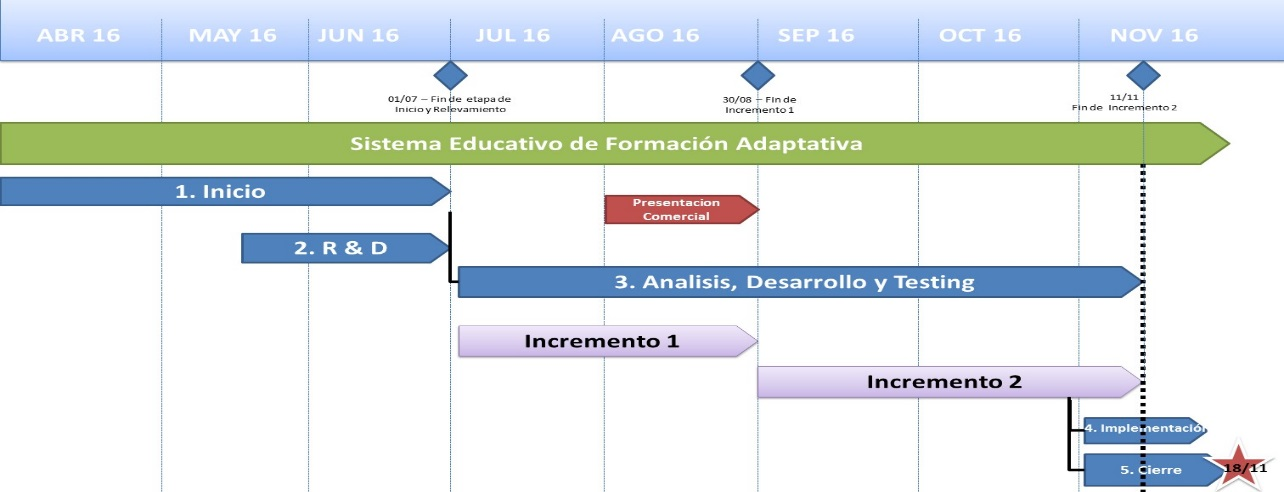 ABR 16 MAY 16 JUN 16 JUL 16 AGO 16 SEP 16 OCT 16 NOV 16
01/07 – Fin de etapa de
Inicio y Relevamiento
30/08 – Fin de
Incremento 1
11/11
Fin de Incremento 2
Sistema Educativo de Formación Adaptativa
1. Inicio
Presentacion
Comercial
2. R & D
3. Analisis, Desarrollo y Testing
Incremento 1
Incremento 2
4. Implementación
5. Cierre
18/11